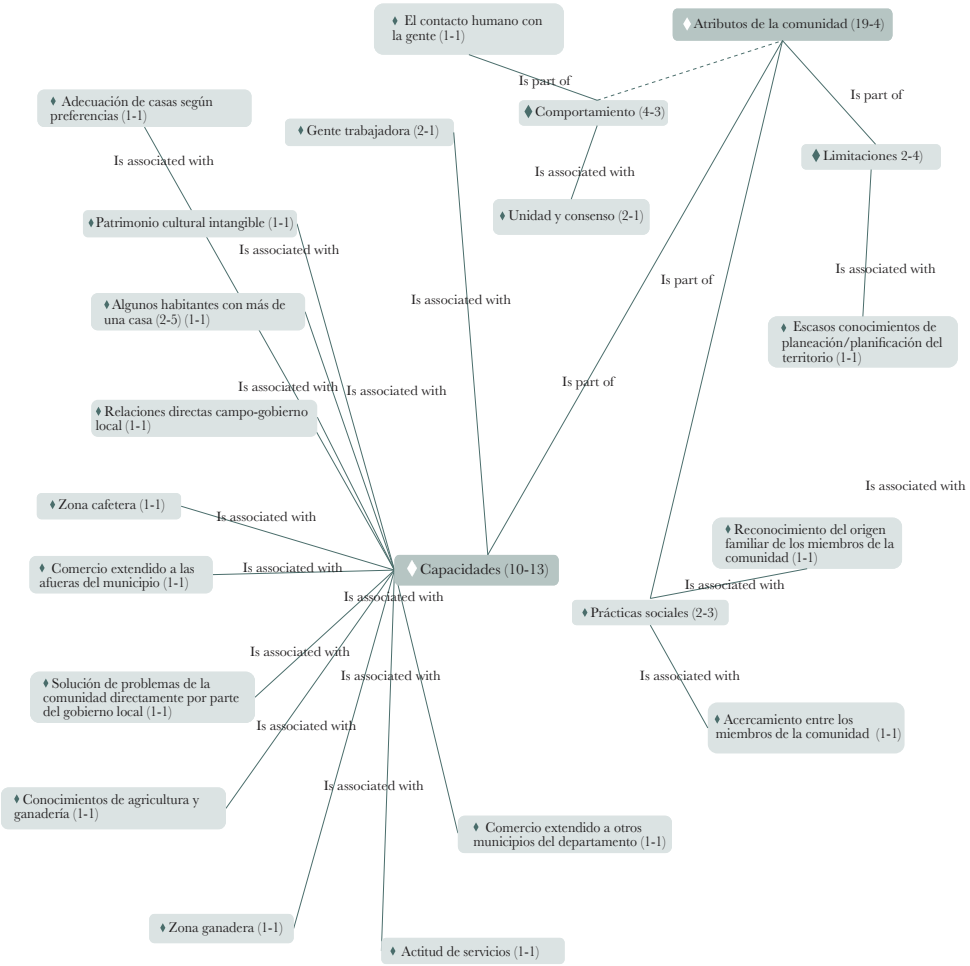 El contacto humano con
la gente (1-1)
Atributos de la comunidad (19-4)
Is part of
Is part of
Adecuación de casas según
preferencias (1-1)
Comportamiento (4-3)
Gente trabajadora (2-1)
Is associated with
Limitaciones 2-4)
Is associated with
Patrimonio cultural intangible (1-1)
Unidad y consenso (2-1)
Is associated with
Is associated with
Is part of
Algunos habitantes con más de
una casa (2-5) (1-1)
Is associated with
Escasos conocimientos de
planeación/planificación del
territorio (1-1)
Is associated with
Is associated with
Is part of
Relaciones directas campo-gobierno
local (1-1)
Is associated with
Zona cafetera (1-1)
Is associated with
Reconocimiento del origen
familiar de los miembros de la
comunidad (1-1)
Comercio extendido a las
afueras del municipio (1-1)
Is associated with
Capacidades (10-13)
Is associated with
Is associated with
Prácticas sociales (2-3)
Is associated with
Is associated with
Is associated with
Solución de problemas de la
comunidad directamente por parte
del gobierno local (1-1)
Is associated with
Acercamiento entre los
miembros de la comunidad (1-1)
Is associated with
Conocimientos de agricultura y
ganadería (1-1)
Comercio extendido a otros
municipios del departamento (1-1)
Zona ganadera (1-1)
Actitud de servicios (1-1)